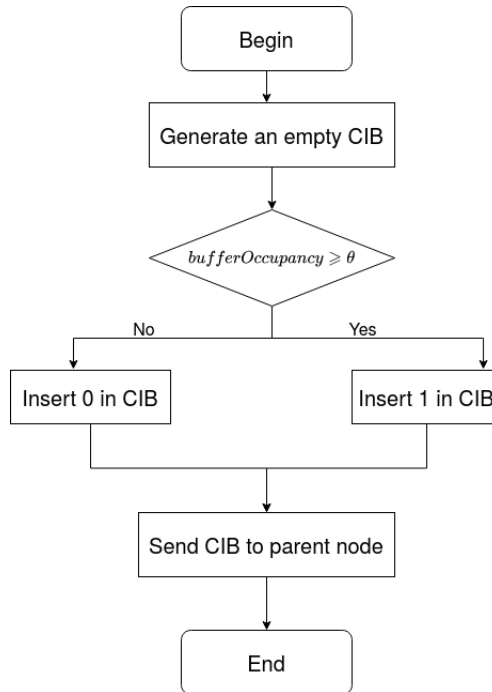 Begin
Generate an empty CIB
bufferOccupancy ⩾ θ
No
Yes
Insert 0 in CIB
Insert 1 in CIB
Send CIB to parent node
End